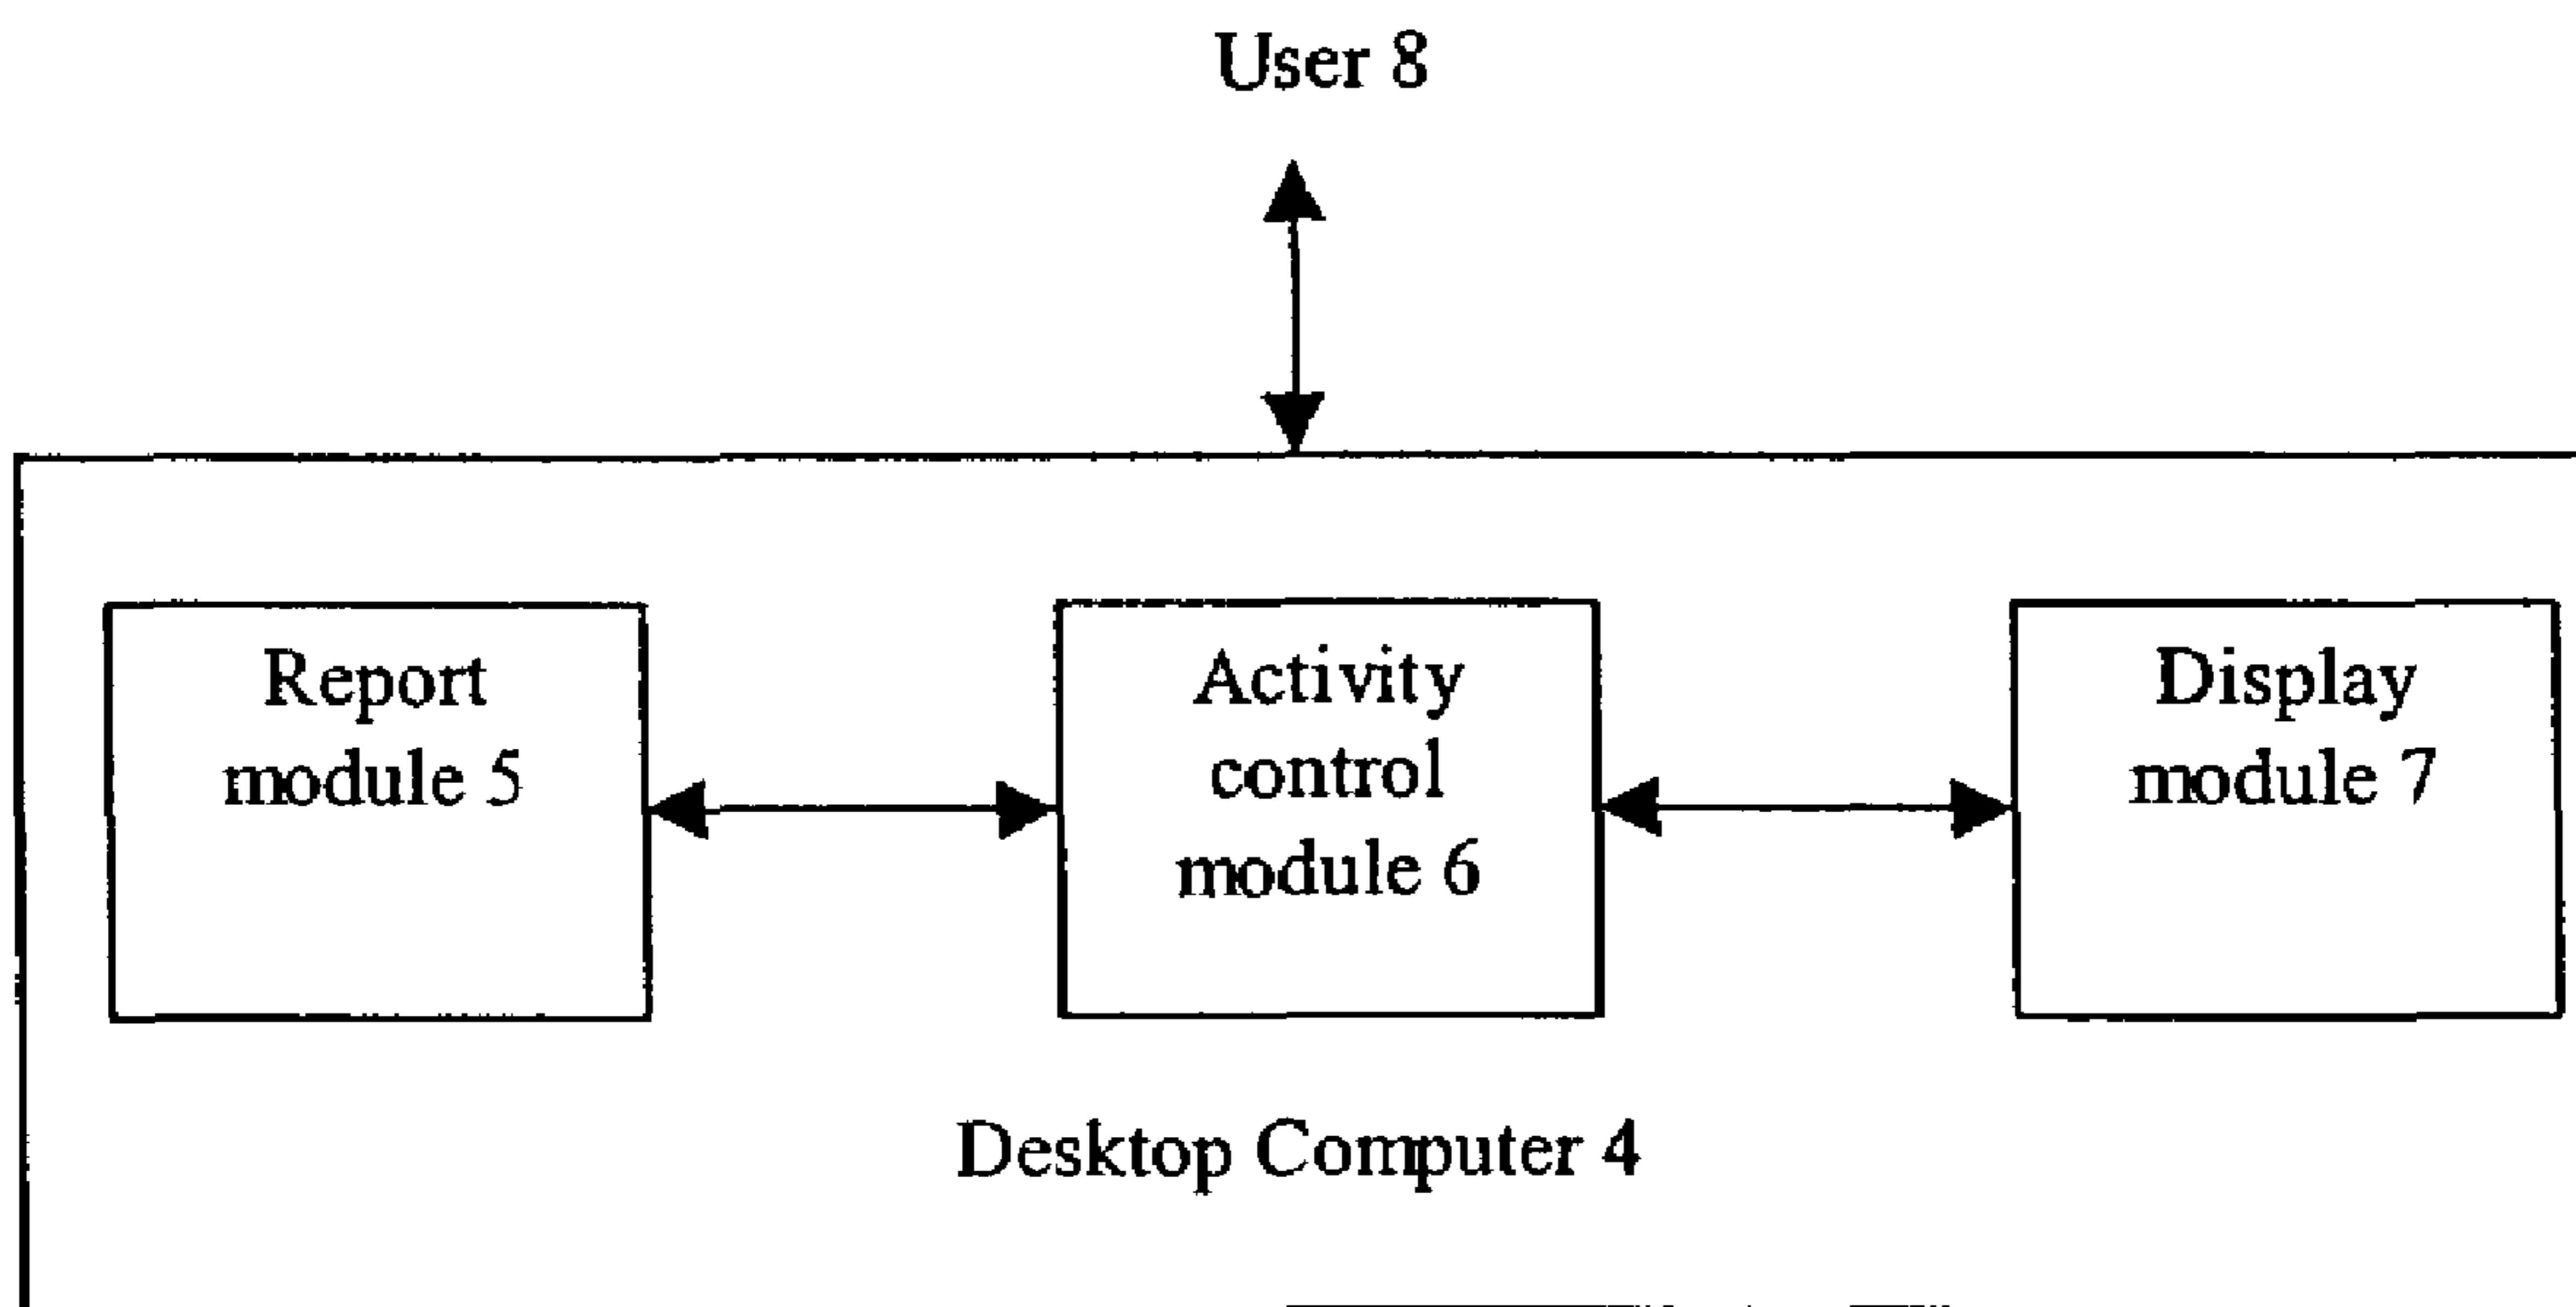 User 8
Report
module 5
Activity
control
module 6
Display
module 7
Desktop Computer 4